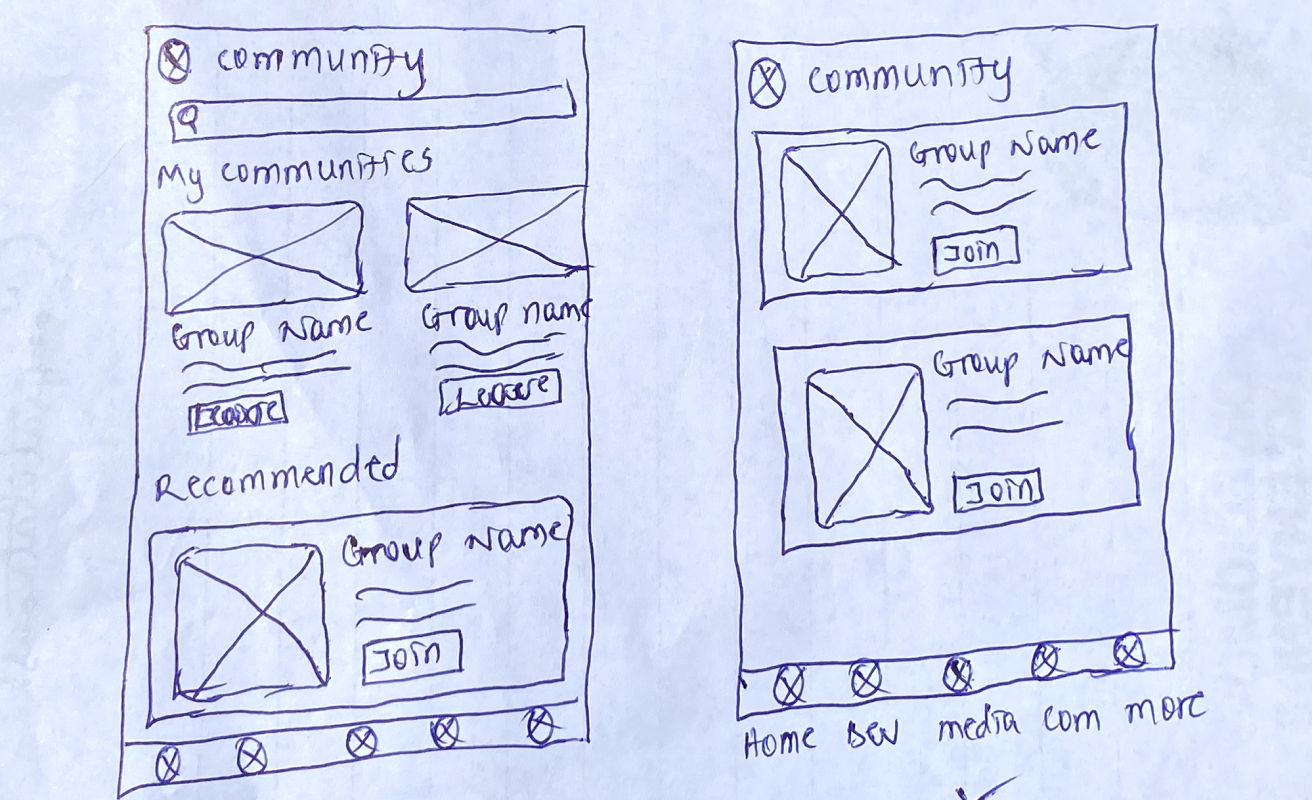 community
My communities
Group Name
Group name
Leave
Leave
Recommended
Group Name
Join
community
Group Name
Join
Group Name
Join
Home media com more